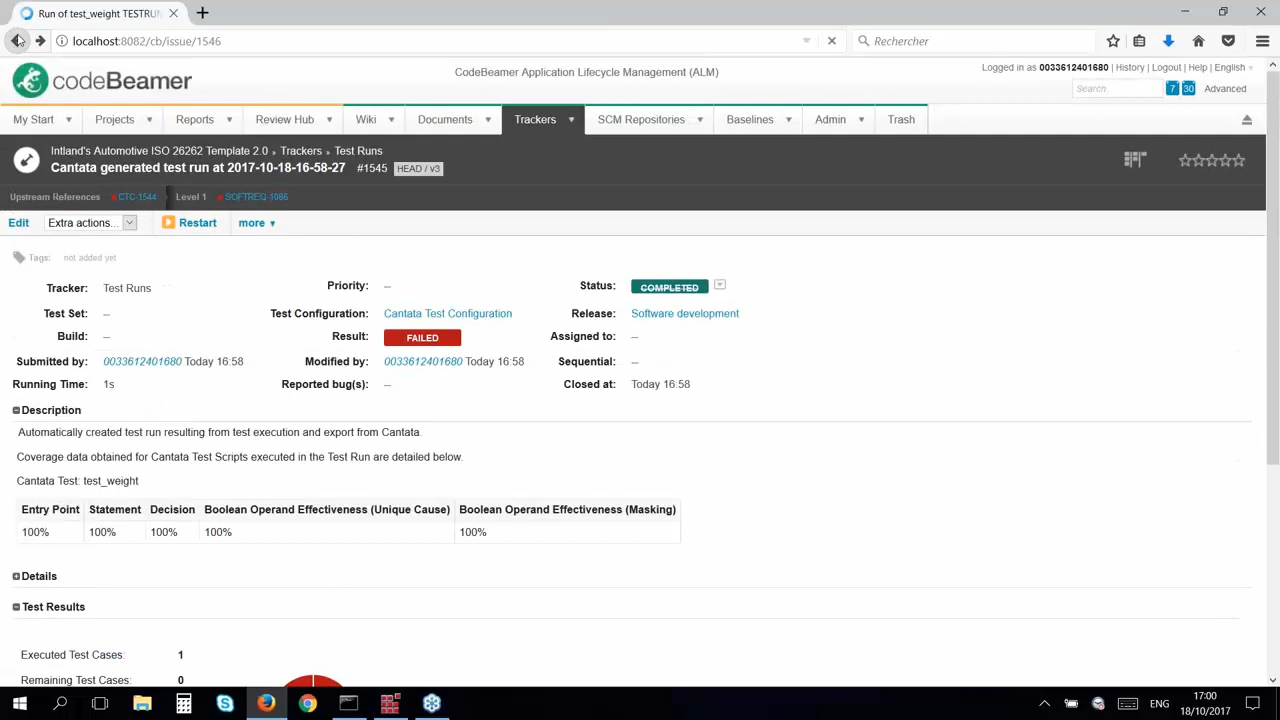 Run of test_weight TESTRUN
localhost:8082/cb/issue/1546
Rechercher
codeBeamer
CodeBeamer Application Lifecycle Management (ALM)
Logged in as 0033612401680 | History | Logout | Help | English
Search
7
30
Advanced
My Start
Projects
Reports
Review Hub
Wiki
Documents
Trackers
SCM Repositories
Baselines
Admin
Trash
Intland's Automotive ISO 26262 Template 2.0 • Trackers • Test Runs
Cantata generated test run at 2017-10-18-16-58-27 #1545 HEAD / v3
Upstream References CTC-1544 Level 1 SOFTREQ-1086
Edit
Extra actions...
Restart
more
Tags: not added yet
Tracker: Test Runs
Priority: --
Status: COMPLETED
Test Set: --
Test Configuration: Cantata Test Configuration
Release: Software development
Build: --
Result: FAILED
Assigned to: --
Submitted by: 0033612401680 Today 16:58
Modified by: 0033612401680 Today 16:58
Sequential: --
Running Time: 1s
Reported bug(s): --
Closed at: Today 16:58
Description
Automatically created test run resulting from test execution and export from Cantata.
Coverage data obtained for Cantata Test Scripts executed in the Test Run are detailed below.
Cantata Test: test_weight
Entry Point Statement Decision Boolean Operand Effectiveness (Unique Cause) Boolean Operand Effectiveness (Masking)
100% 100% 100% 100% 100%
Details
Test Results
Executed Test Cases: 1
Remaining Test Cases: 0
ENG
17:00
18/10/2017